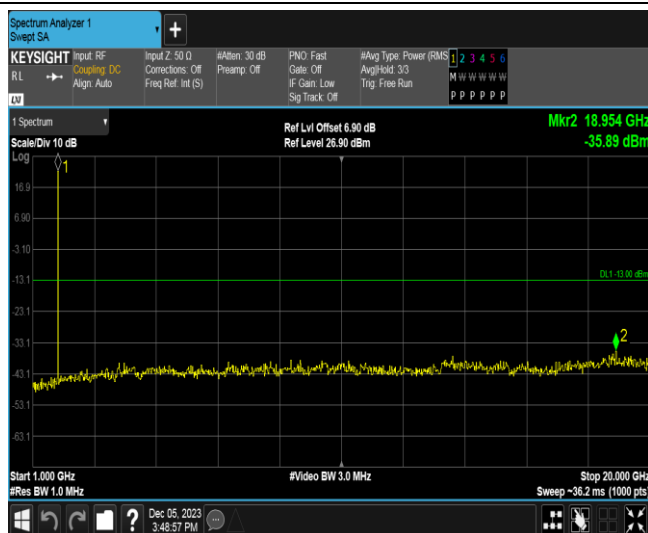 Spectrum Analyzer 1
Swept SA
KEYSIGHT
RL
LXI
Input: RF
Coupling: DC
Align: Auto
Input Z: 50 Ω
Corrections: Off
Freq Ref: Int (S)
#Atten: 30 dB
Preamp: Off
PNO: Fast
Gate: Off
IF Gain: Low
Sig Track: Off
#Avg Type: Power (RMS
Avg|Hold: 3/3
Trig: Free Run
1 2 3 4 5 6
M W W W W W
P P P P P P
1 Spectrum
Scale/Div 10 dB
Log
Ref Lvl Offset 6.90 dB
Ref Level 26.90 dBm
Mkr2 18.954 GHz
-35.89 dBm
1
16.9
6.90
-3.10
-13.1
DL1 -13.00 dBm
-23.1
-33.1
2
-43.1
-53.1
-63.1
Start 1.000 GHz
#Video BW 3.0 MHz
Stop 20.000 GHz
#Res BW 1.0 MHz
Sweep ~36.2 ms (1000 pts)
?
Dec 05, 2023
3:48:57 PM